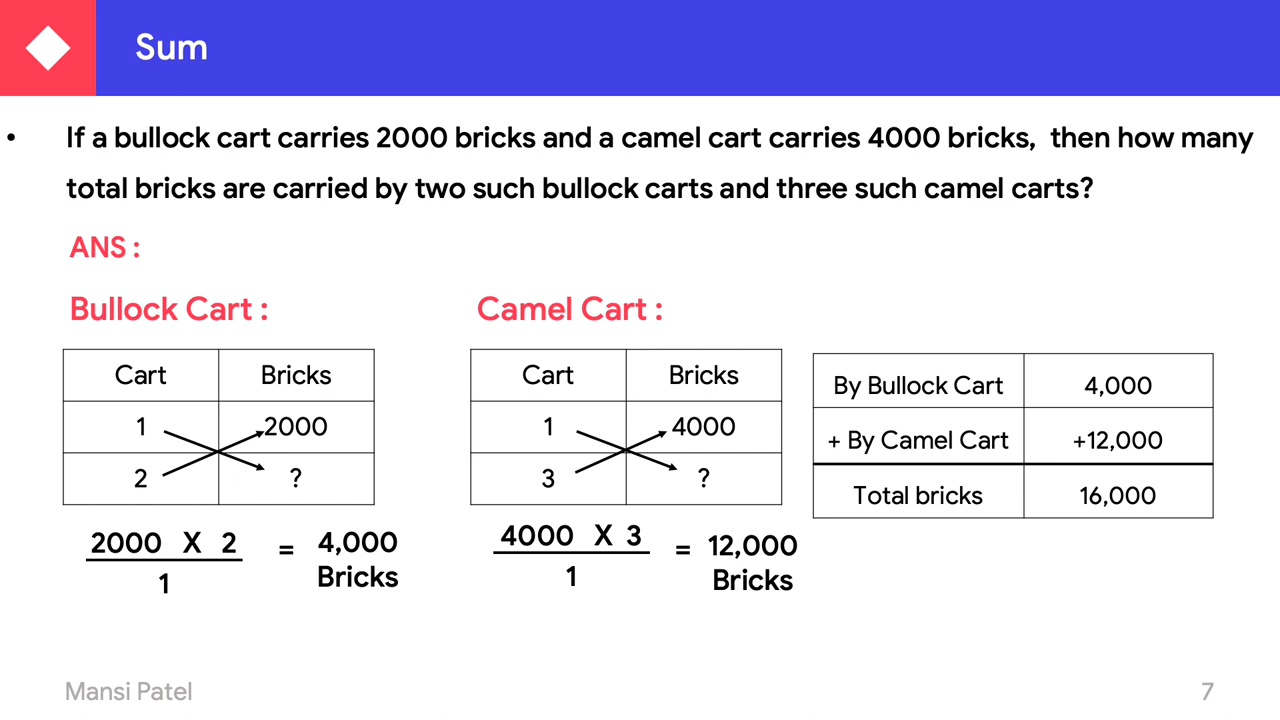 Sum
• If a bullock cart carries 2000 bricks and a camel cart carries 4000 bricks, then how many
total bricks are carried by two such bullock carts and three such camel carts?
ANS :
Bullock Cart :
Cart Bricks
1 2000
2 ?
2000 X 2
1
= 4,000
Bricks
Camel Cart :
Cart Bricks
1 4000
3 ?
4000 X 3
1
= 12,000
Bricks
By Bullock Cart 4,000
+ By Camel Cart +12,000
Total bricks 16,000
Mansi Patel
7